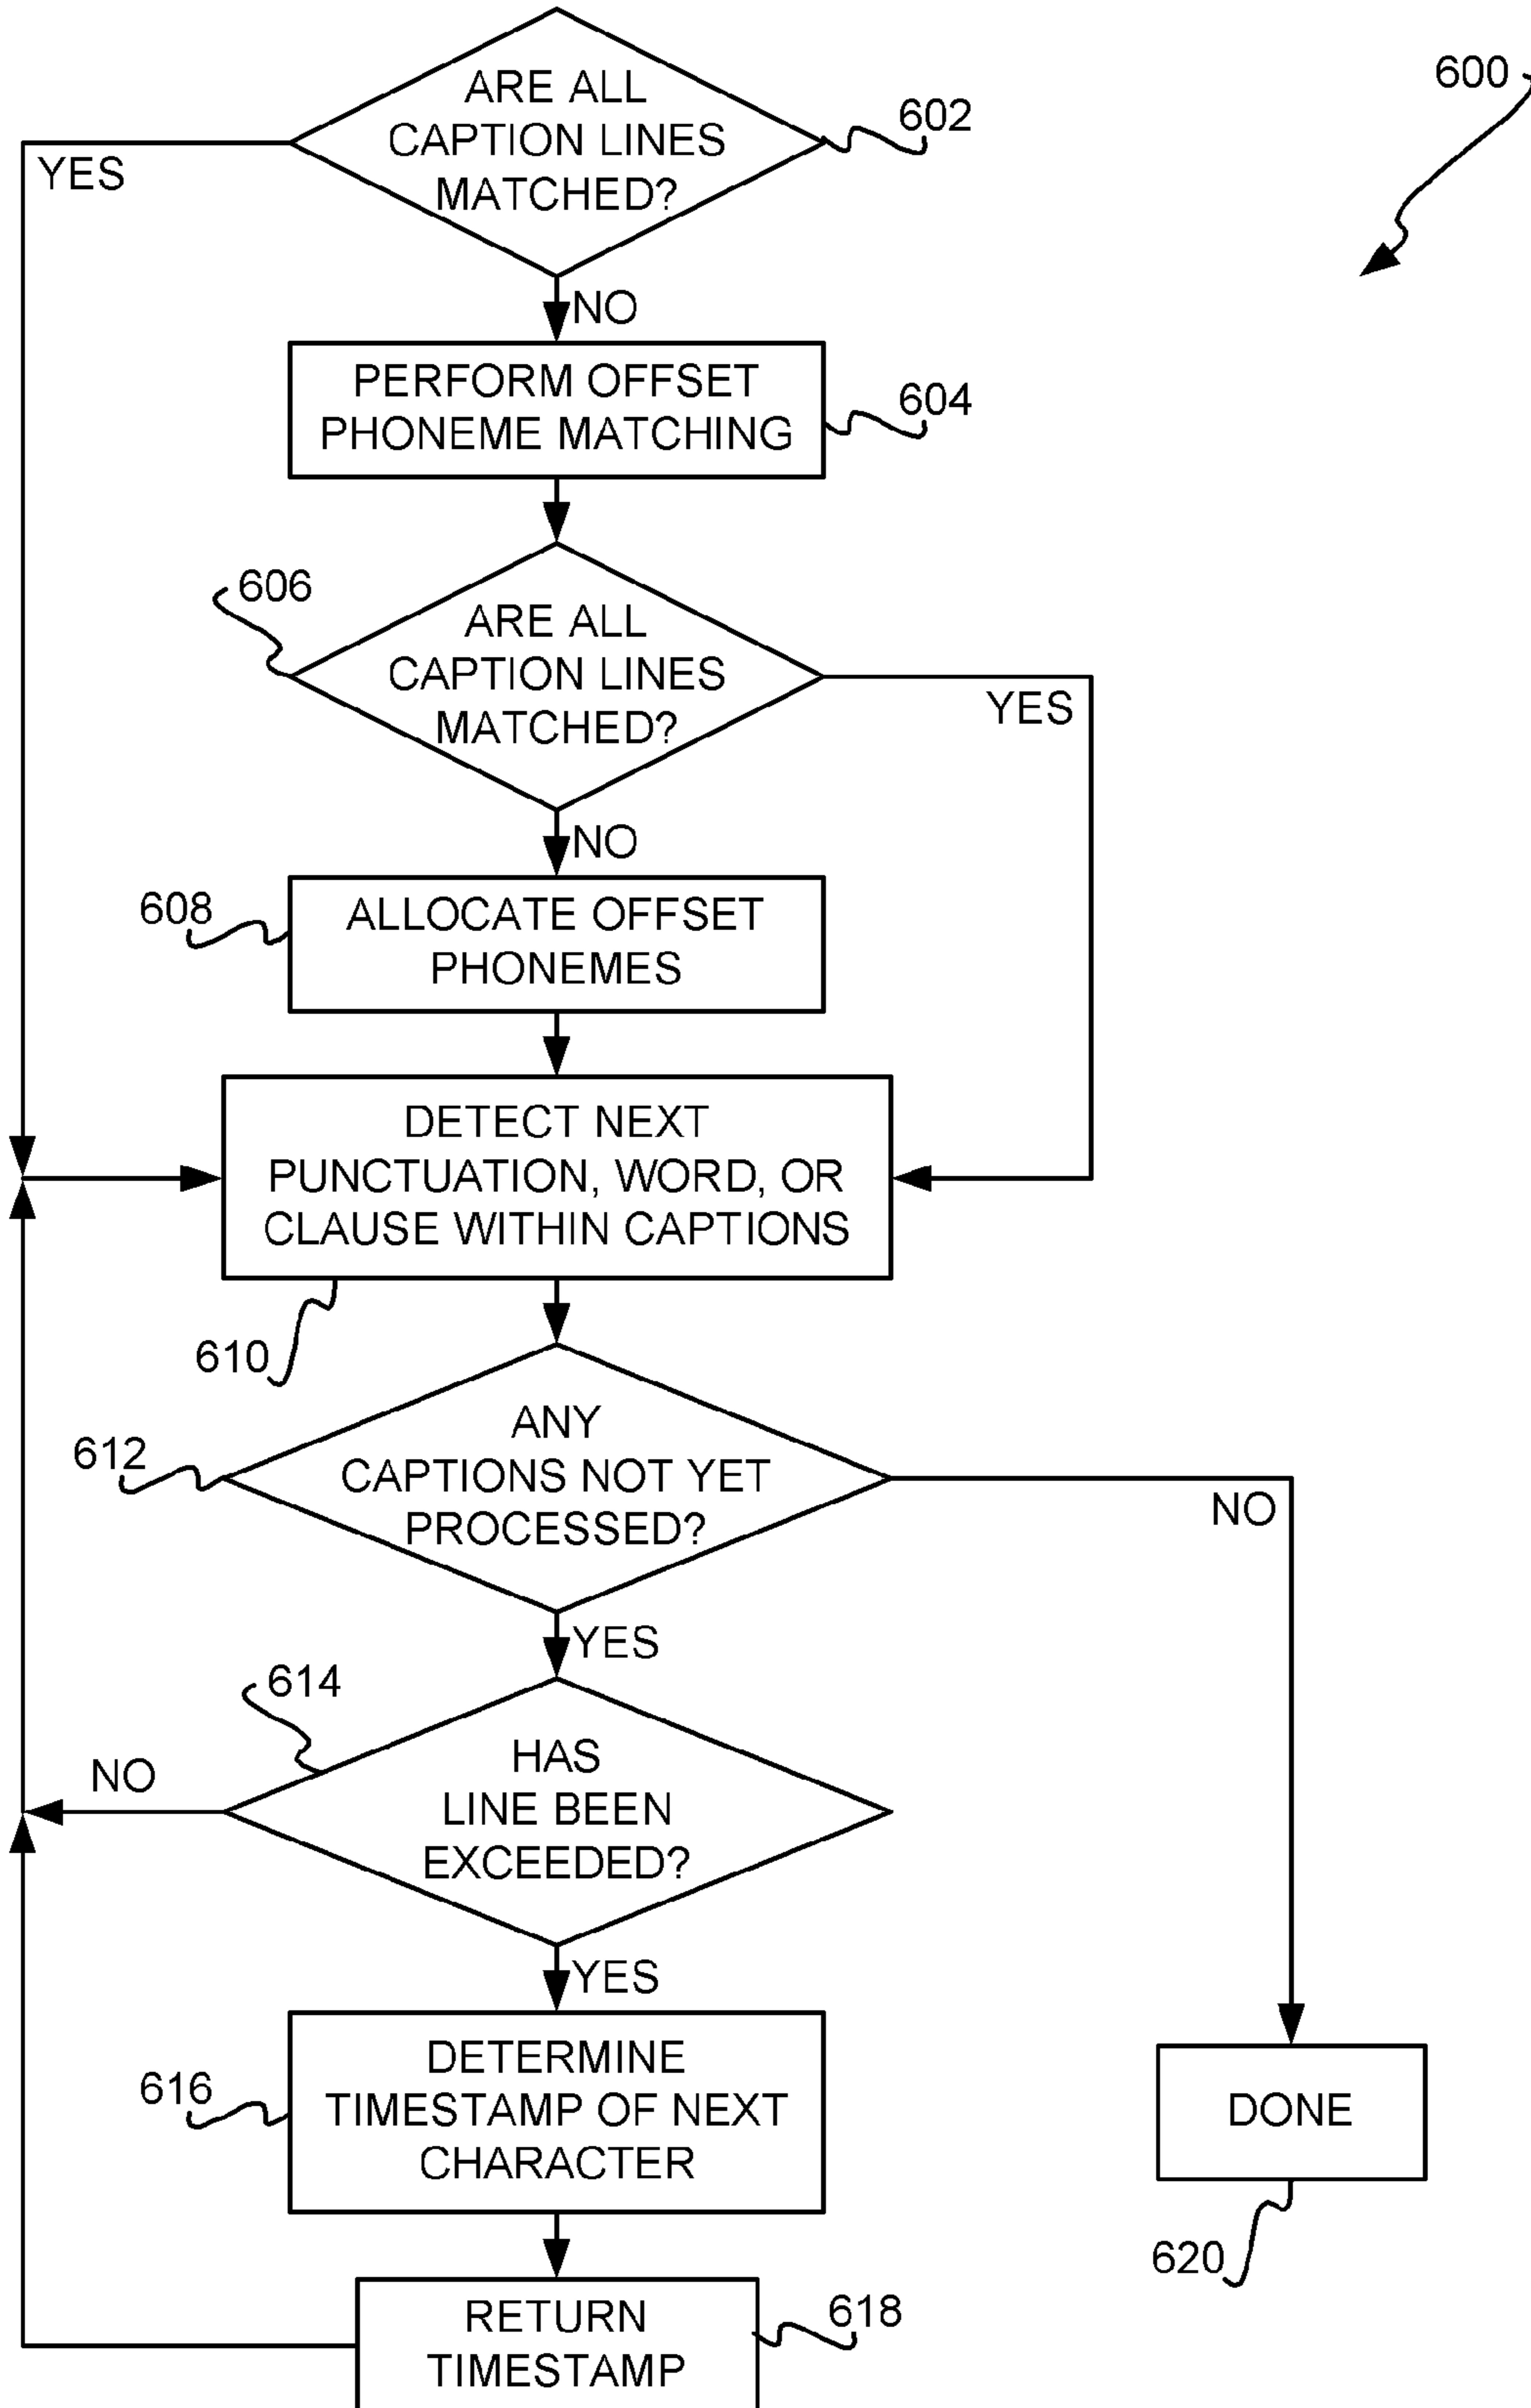 600
ARE ALL
CAPTION LINES
MATCHED?
602
YES
NO
PERFORM OFFSET
PHONEME MATCHING
604
606
ARE ALL
CAPTION LINES
MATCHED?
YES
NO
608
ALLOCATE OFFSET
PHONEMES
DETECT NEXT
PUNCTUATION, WORD, OR
CLAUSE WITHIN CAPTIONS
610
612
ANY
CAPTIONS NOT YET
PROCESSED?
NO
YES
614
HAS
LINE BEEN
EXCEEDED?
NO
YES
616
DETERMINE
TIMESTAMP OF NEXT
CHARACTER
DONE
620
RETURN
TIMESTAMP
618